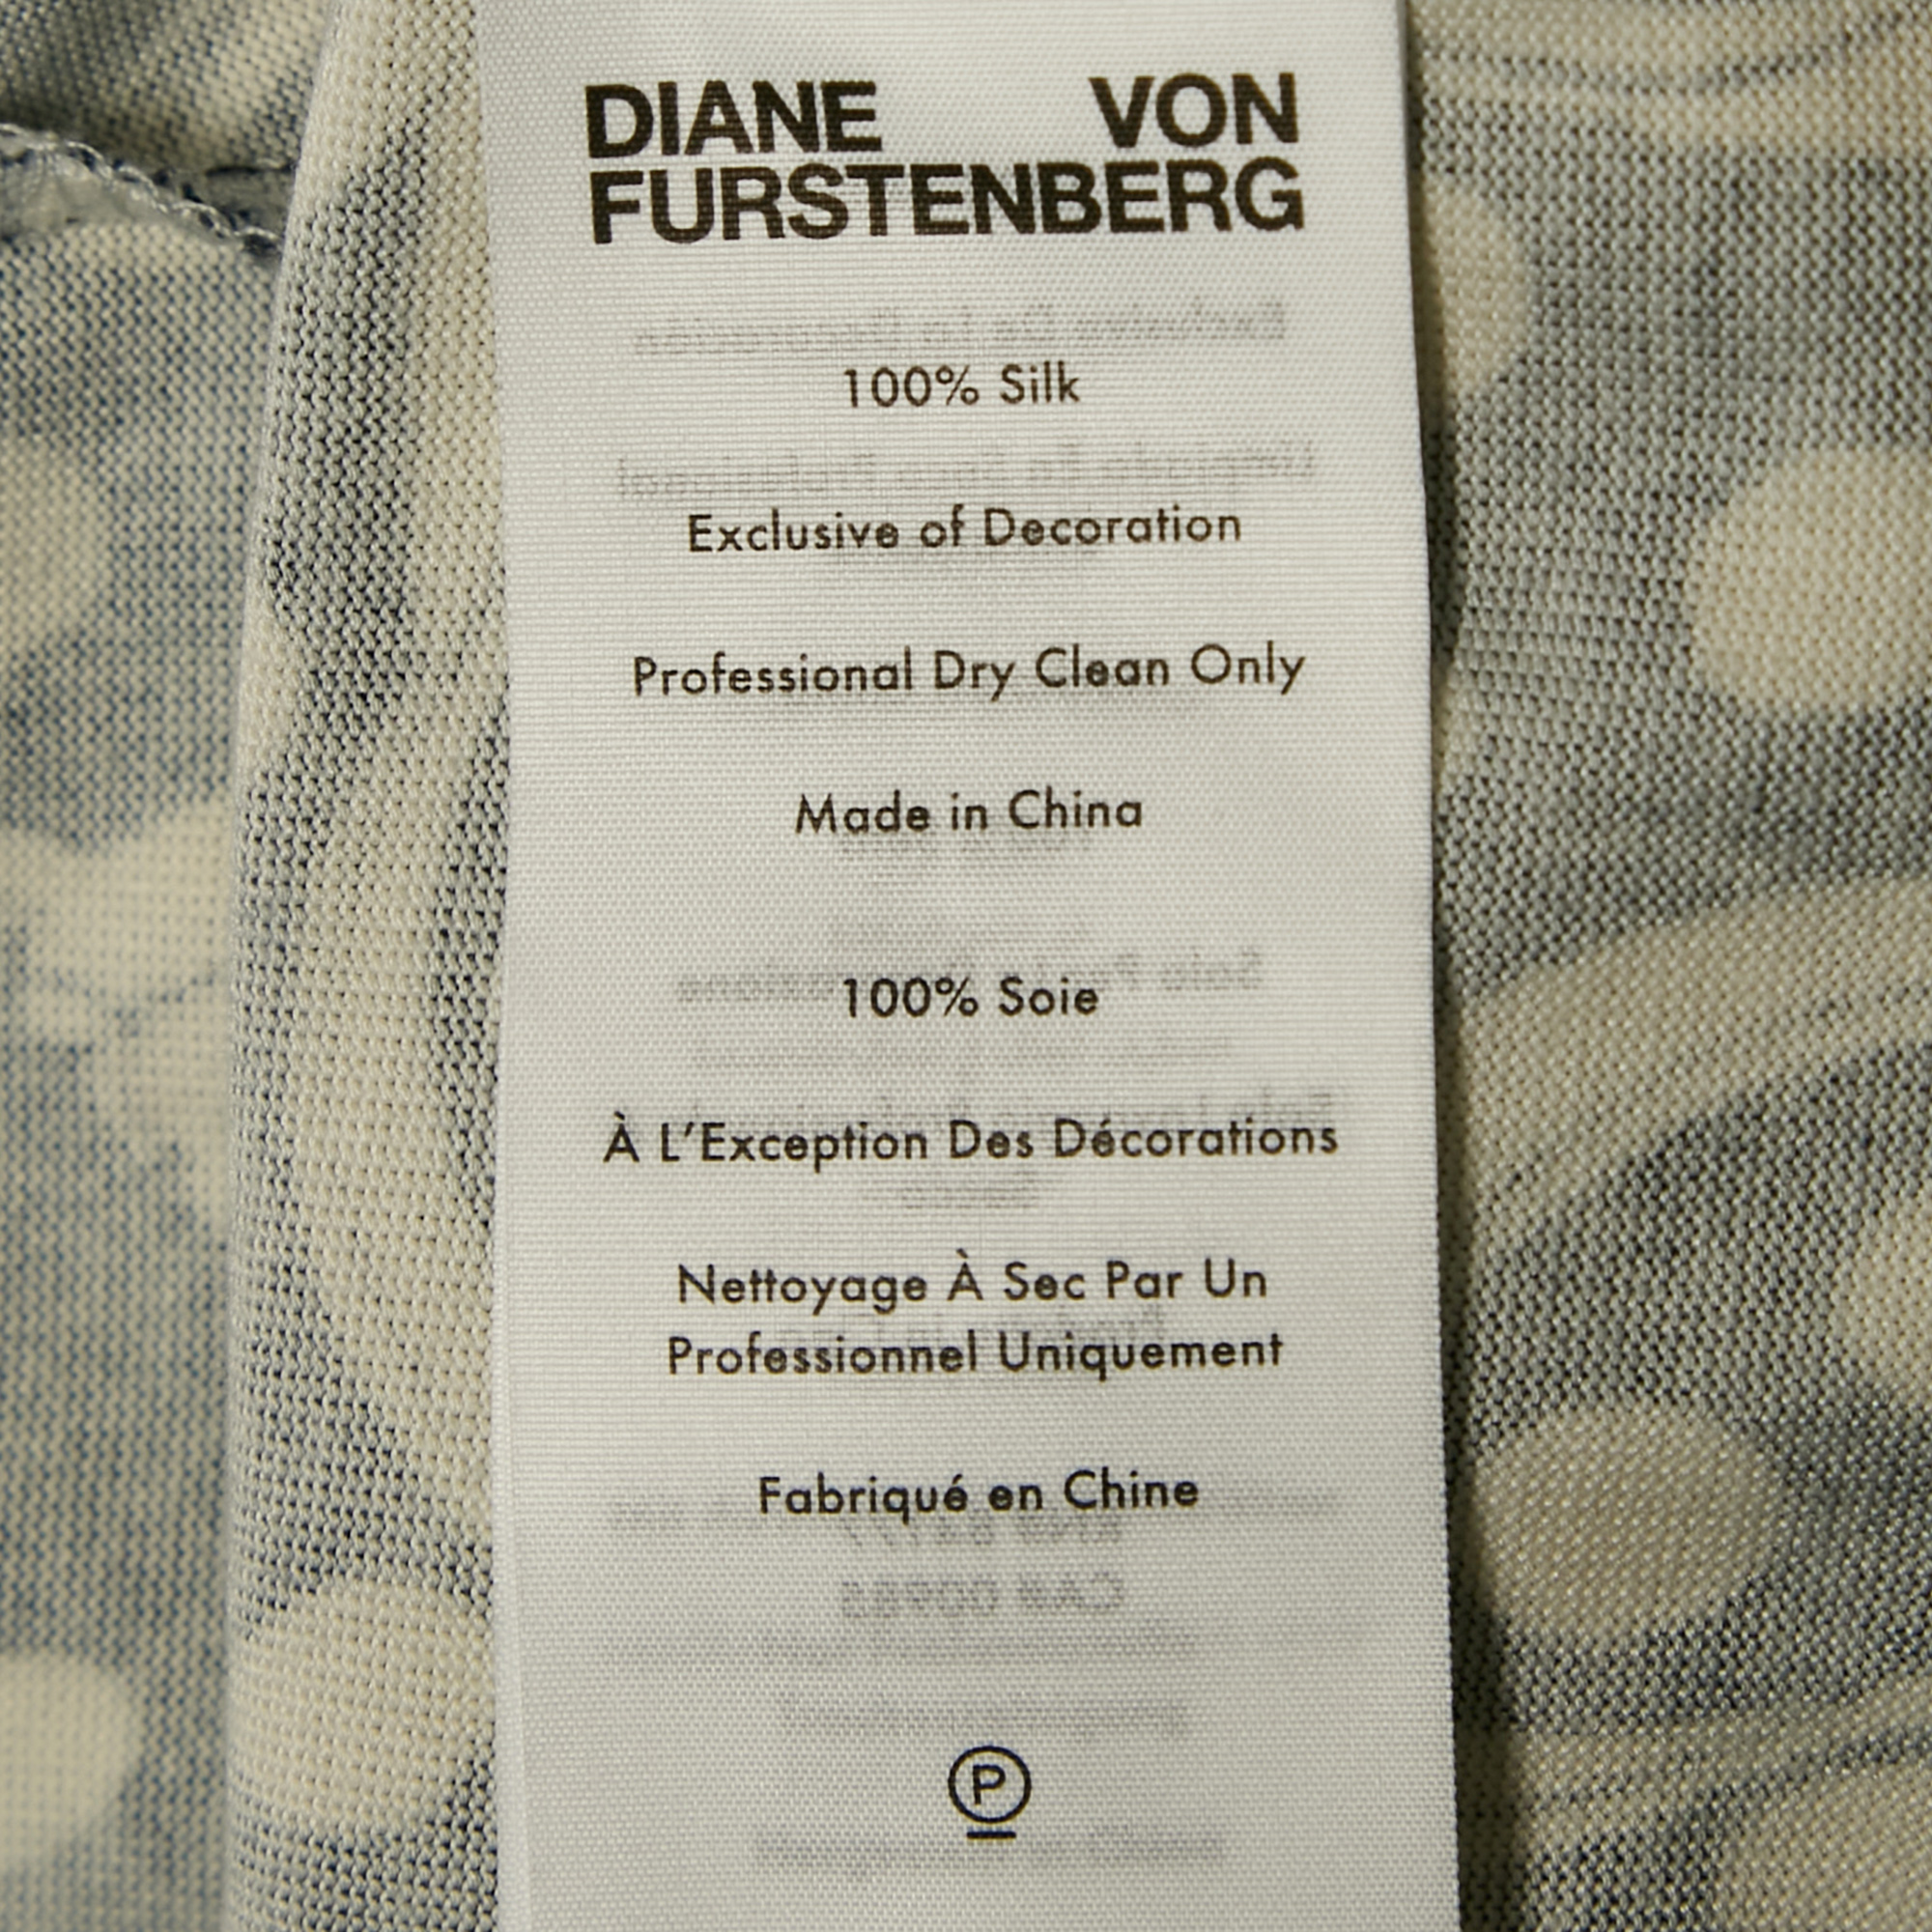 DIANE VON
FURSTENBERG
100% Silk
Exclusive of Decoration
Professional Dry Clean Only
Made in China
100% Soie
À L'Exception Des Décorations
Nettoyage À Sec Par Un
Professionnel Uniquement
Fabriqué en Chine
P